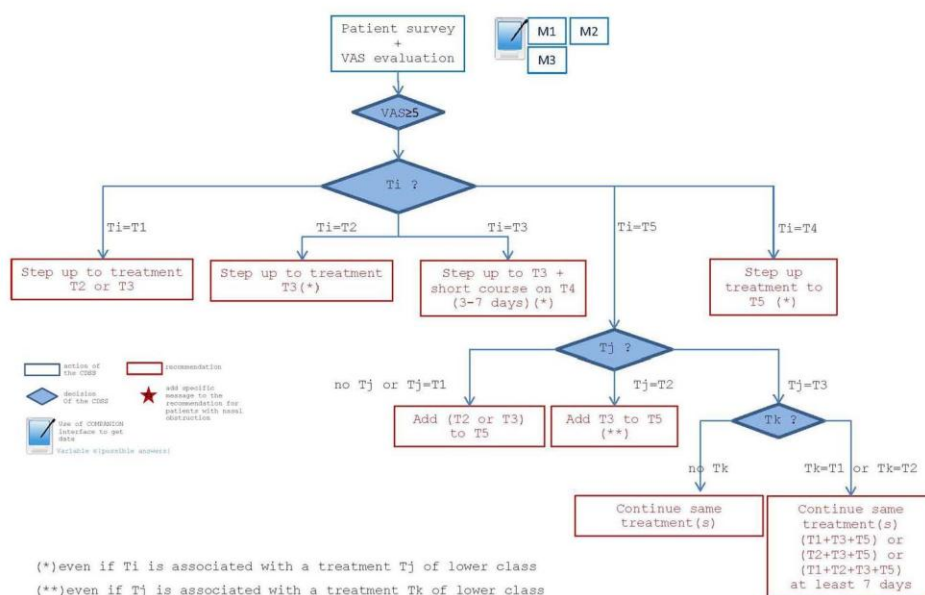 Patient survey
+
VAS evaluation
M1
M2
M3
VAS≥5
Ti ?
Ti=T1
Ti=T2
Ti=T3
Ti=T5
Ti=T4
Step up to treatment
T2 or T3
Step up to treatment
T3(*)
Step up to T3 +
short course on T4
(3-7 days)(*)
Step up
treatment to
T5 (*)
Tj ?
no Tj or Tj=T1
Tj=T2
Tj=T3
Add (T2 or T3)
to T5
Add T3 to T5
(**)
Tk ?
no Tk
Tk=T1 or Tk=T2
Continue same
treatment(s)
Continue same
treatment(s)
(T1+T3+T5) or
(T2+T3+T5) or
(T1+T2+T3+T5)
at least 7 days
action of
the CDSS
recommendation
decision
Of the CDSS
add specific
message to the
recommendation for
patients with nasal
obstruction
Use of COMPANION
interface to get
data
Variable #(possible answers)
(*)even if Ti is associated with a treatment Tj of lower class
(**)even if Tj is associated with a treatment Tk of lower class